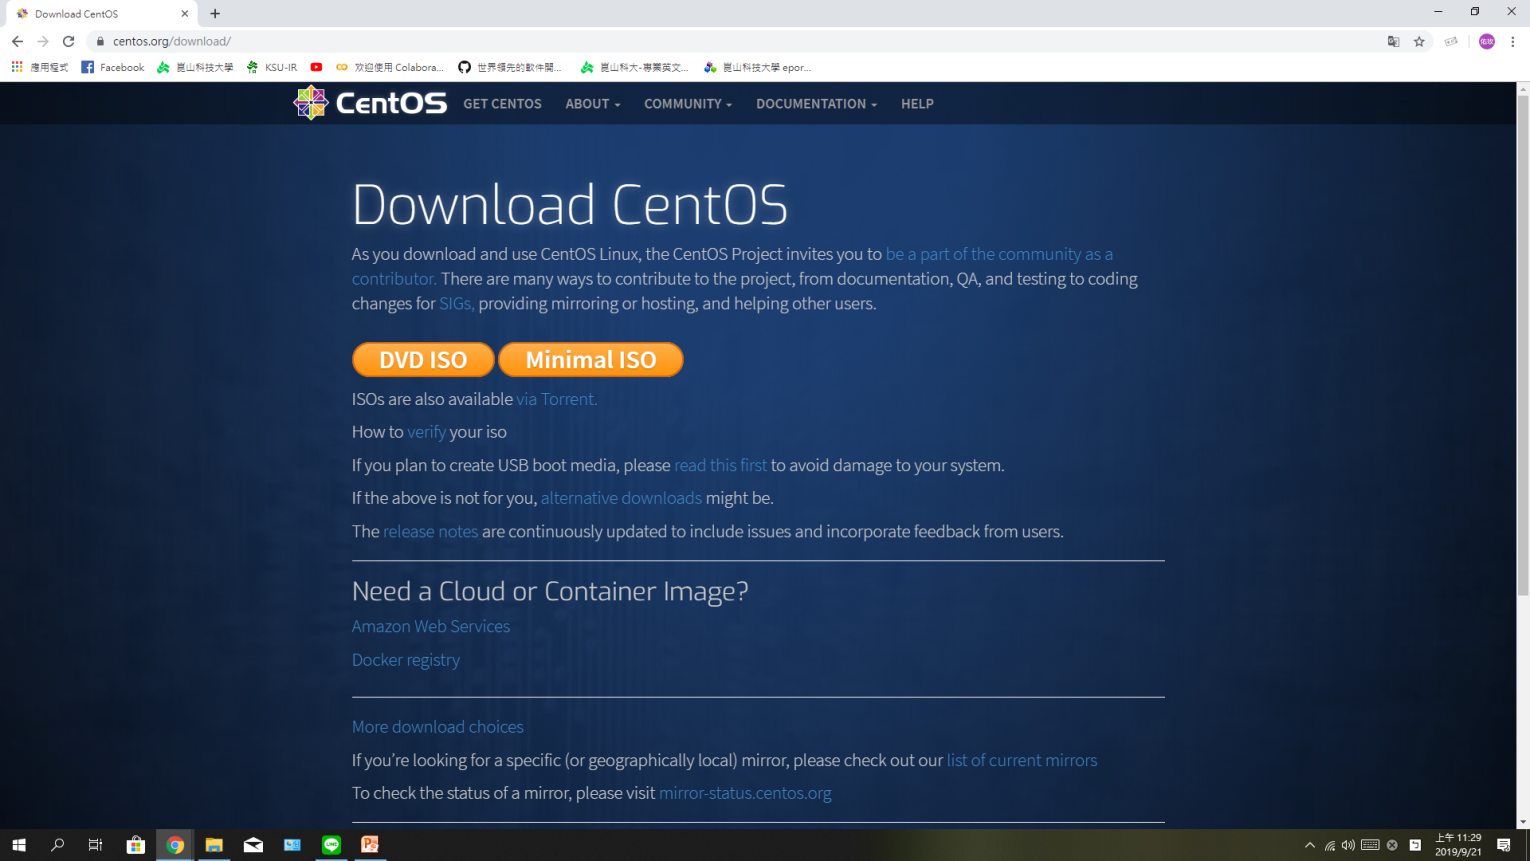 Download CentOS
centos.org/download/
應用程式 Facebook 崑山科技大學 KSU-IR 欢迎使用 Colabora... 世界領先的軟件開... 崑山科大-專業英文... 崑山科技大學 epor...
CentOS GET CENTOS ABOUT COMMUNITY DOCUMENTATION HELP
Download CentOS
As you download and use CentOS Linux, the CentOS Project invites you to be a part of the community as a
contributor. There are many ways to contribute to the project, from documentation, QA, and testing to coding
changes for SIGs, providing mirroring or hosting, and helping other users.
DVD ISO Minimal ISO
ISOs are also available via Torrent.
How to verify your iso
If you plan to create USB boot media, please read this first to avoid damage to your system.
If the above is not for you, alternative downloads might be.
The release notes are continuously updated to include issues and incorporate feedback from users.
Need a Cloud or Container Image?
Amazon Web Services
Docker registry
More download choices
If you’re looking for a specific (or geographically local) mirror, please check out our list of current mirrors
To check the status of a mirror, please visit mirror-status.centos.org
上午 11:29
2019/9/21